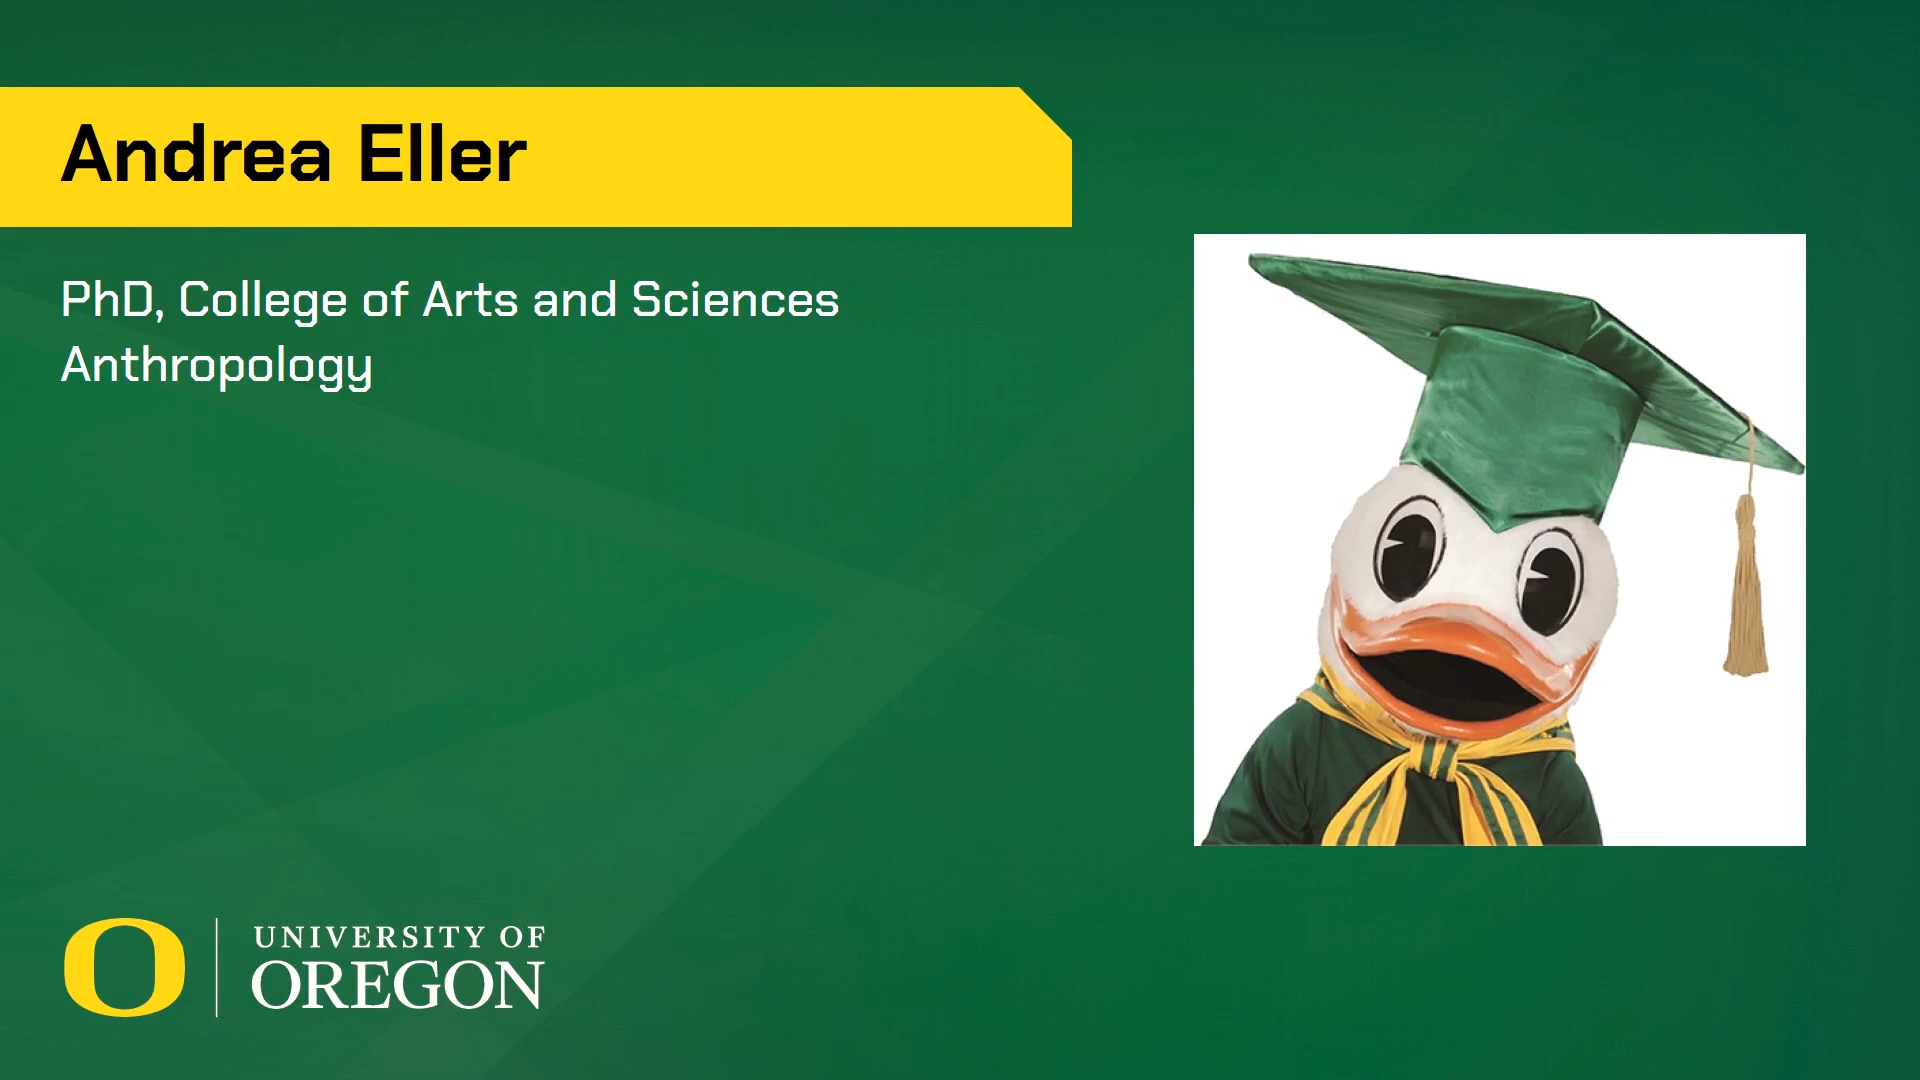 Andrea Eller
PhD, College of Arts and Sciences
Anthropology
O
UNIVERSITY OF
OREGON